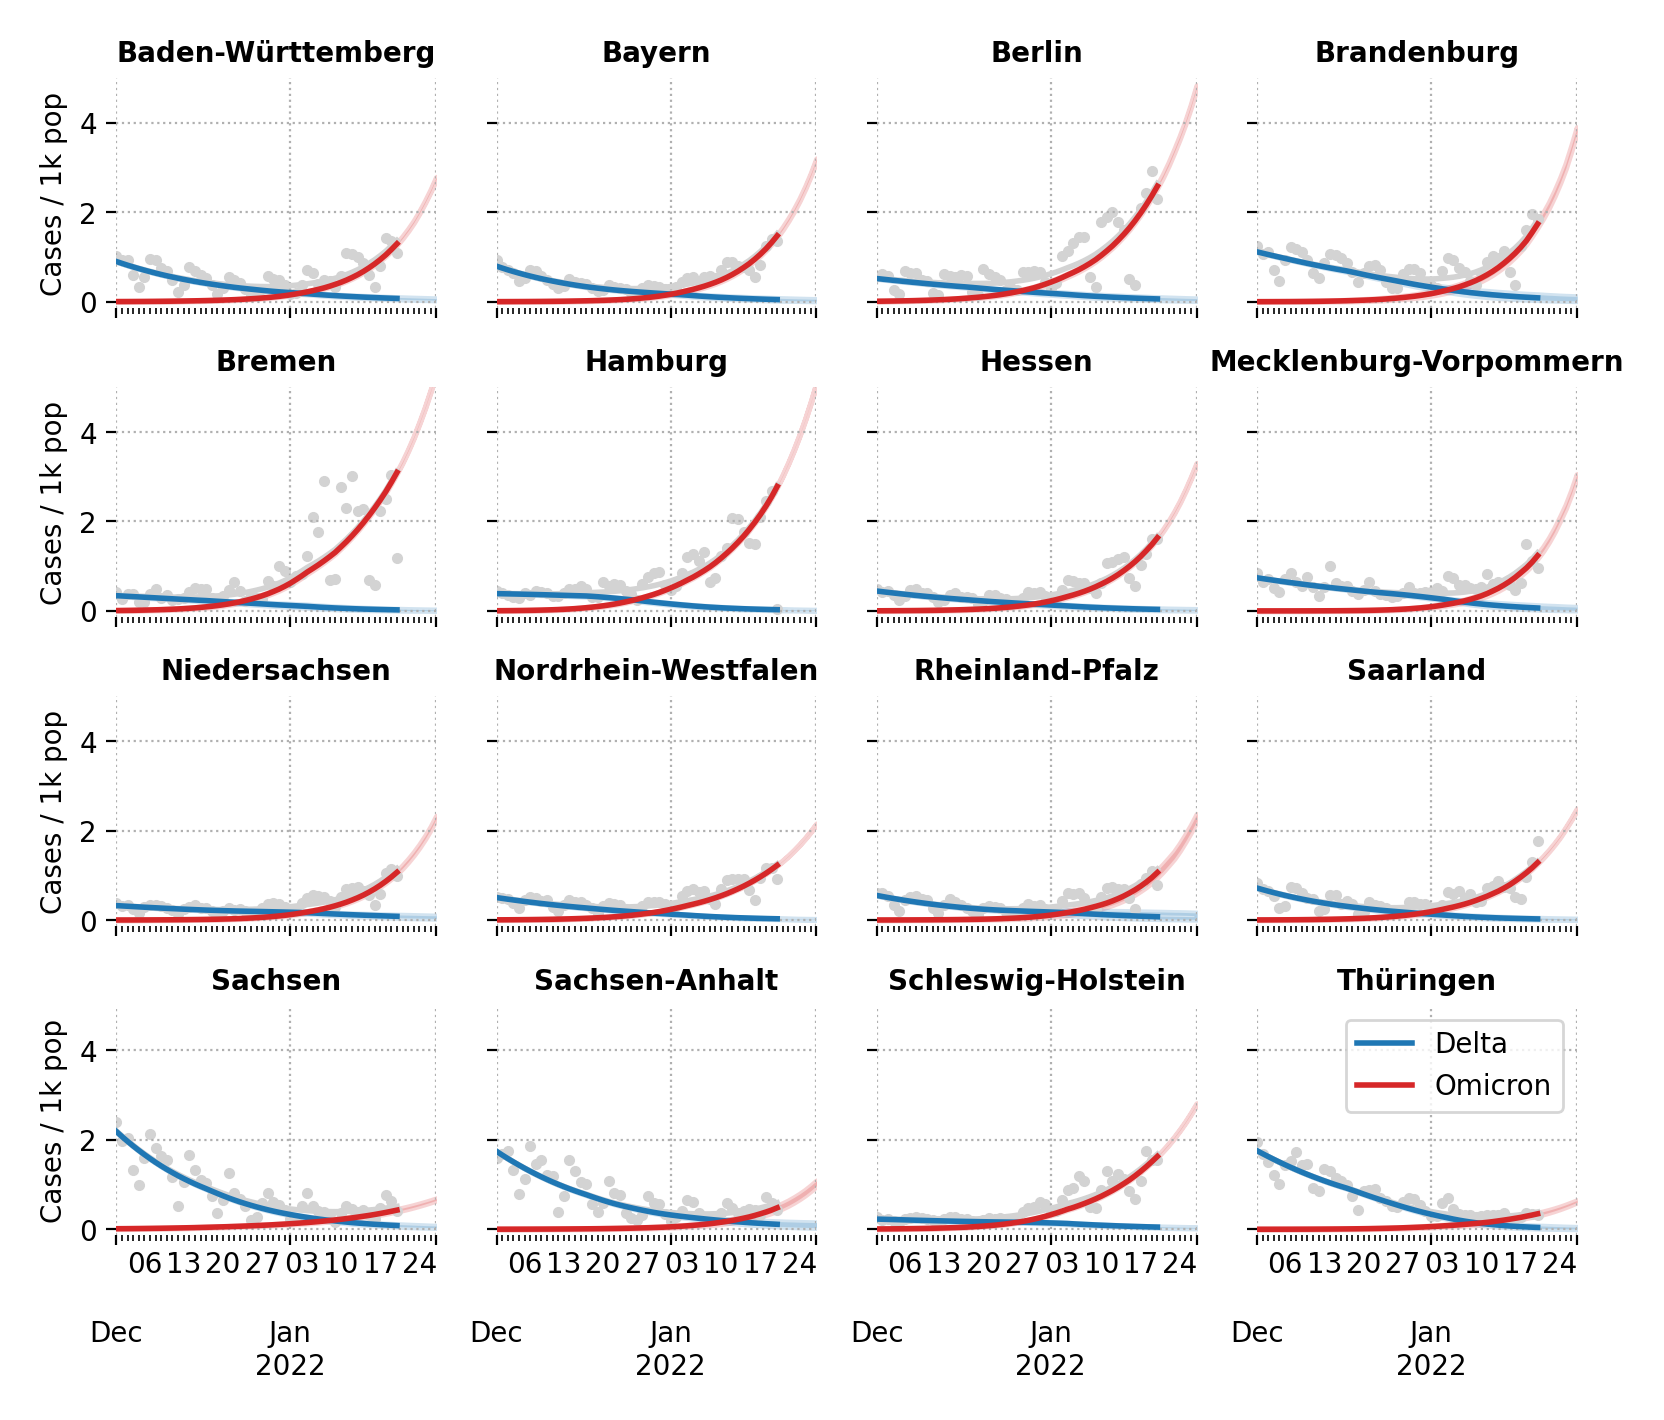 Baden-Württemberg Bayern Berlin Brandenburg
Cases / 1k pop
4
2
0
Bremen Hamburg Hessen Mecklenburg-Vorpommern
Cases / 1k pop
4
2
0
Niedersachsen Nordrhein-Westfalen Rheinland-Pfalz Saarland
Cases / 1k pop
4
2
0
Sachsen Sachsen-Anhalt Schleswig-Holstein Thüringen
Cases / 1k pop
4
2
0
Delta
Omicron
06 13 20 27 03 10 17 24 06 13 20 27 03 10 17 24 06 13 20 27 03 10 17 24 06 13 20 27 03 10 17 24
Dec Jan Dec Jan Dec Jan Dec Jan
2022 2022 2022 2022